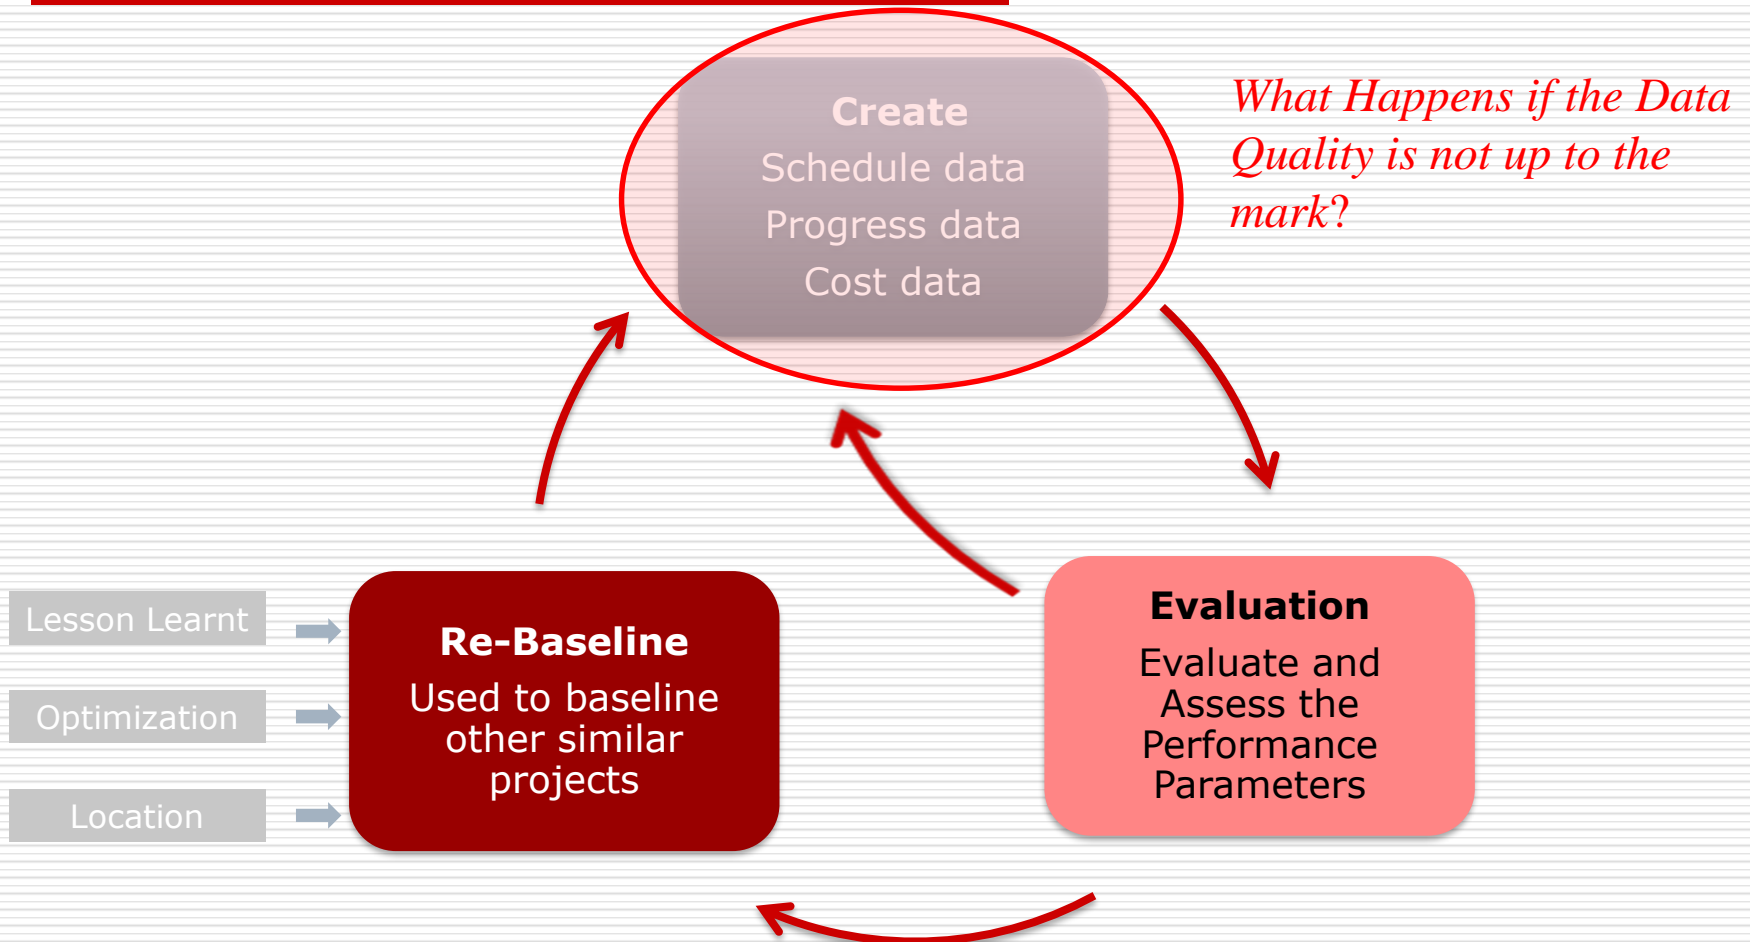 Create
Schedule data
Progress data
Cost data
What Happens if the Data
Quality is not up to the
mark?
Lesson Learnt
Optimization
Location
Re-Baseline
Used to baseline
other similar
projects
Evaluation
Evaluate and
Assess the
Performance
Parameters